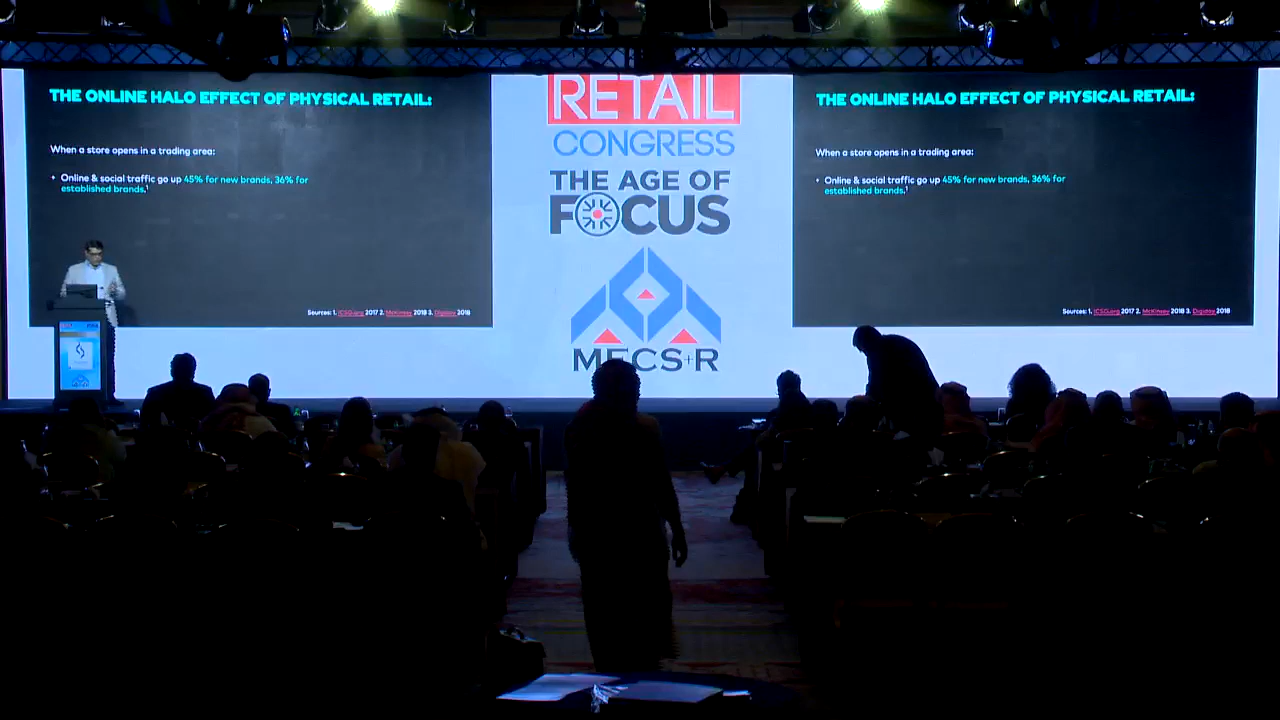 THE ONLINE HALO EFFECT OF PHYSICAL RETAIL:
When a store opens in a trading area:
• Online & social traffic go up 45% for new brands, 36% for
established brands.¹
Sources: 1. ICSC.org 2017 2. McKinsey 2018 3. Digiday 2018
RETAIL
CONGRESS
THE AGE OF
FOCUS
MECS+R
THE ONLINE HALO EFFECT OF PHYSICAL RETAIL:
When a store opens in a trading area:
• Online & social traffic go up 45% for new brands, 36% for
established brands.¹
Sources: 1. ICSC.org 2017 2. McKinsey 2018 3. Digiday 2018
MECS+R